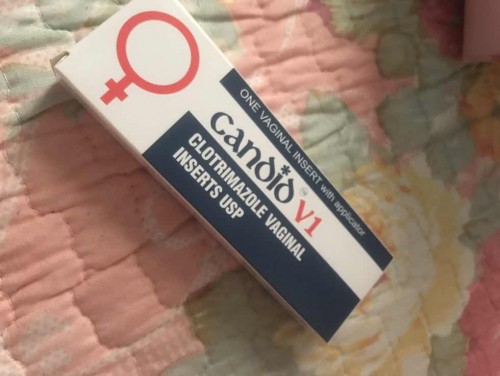 ONE VAGINAL INSERT with applicator
Candid® V1
CLOTRIMAZOLE VAGINAL
INSERTS USP